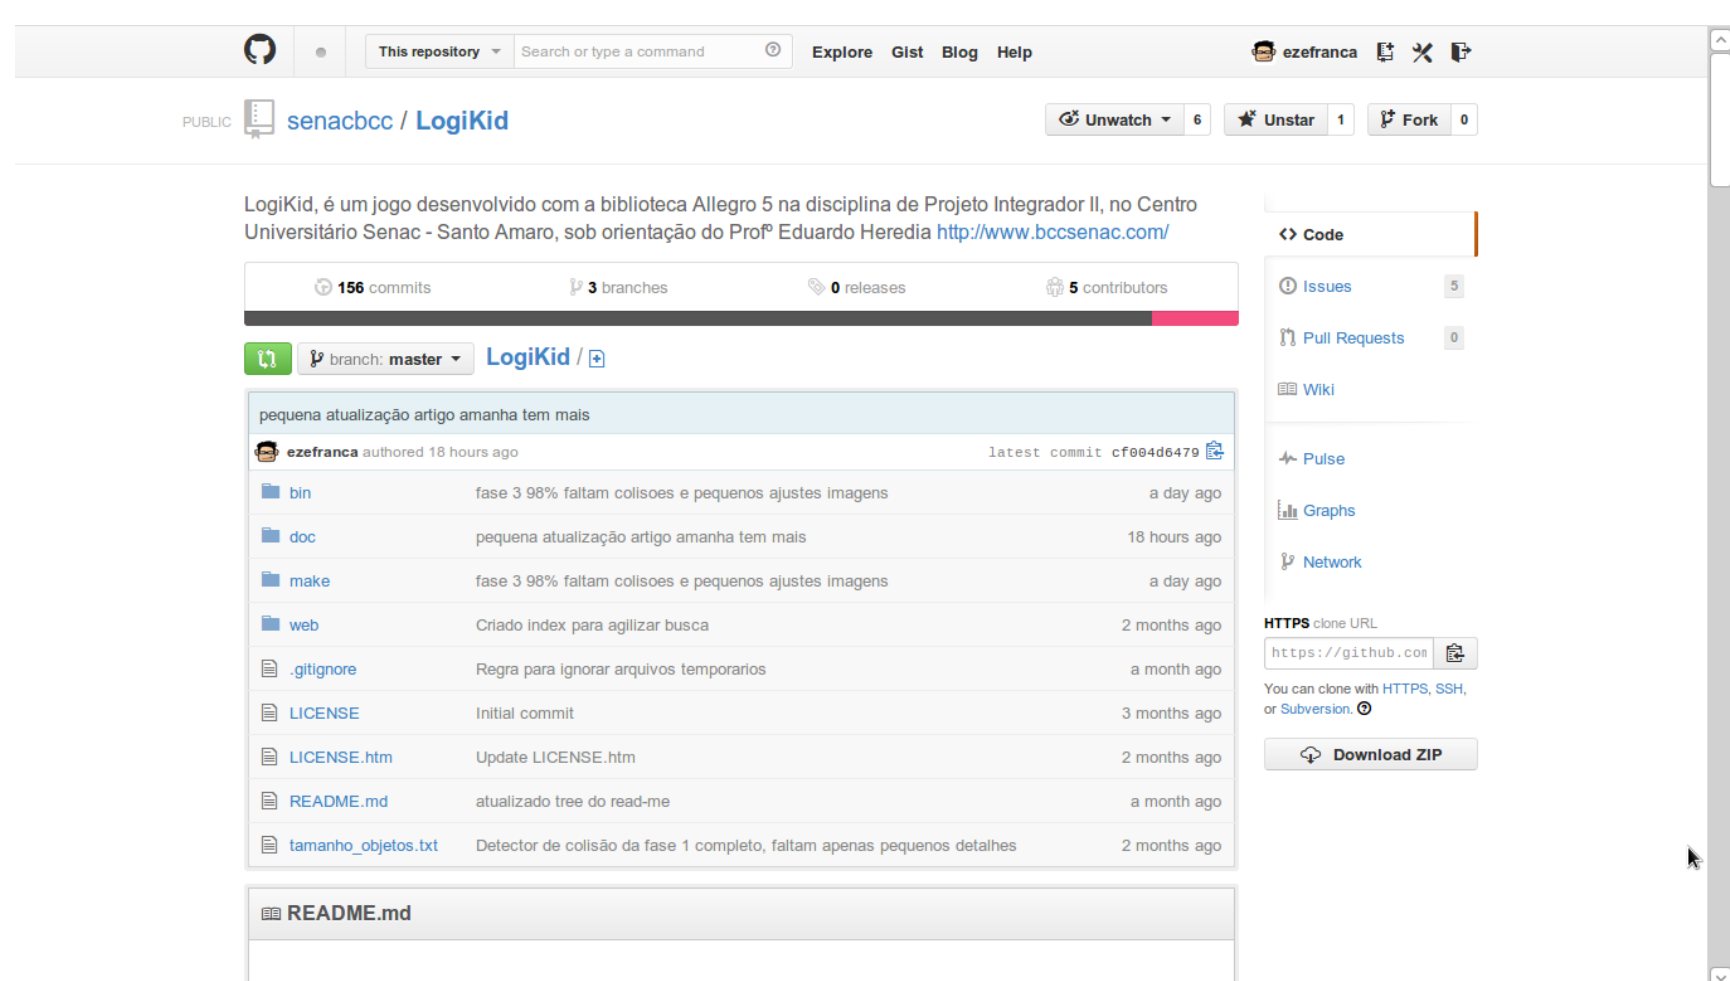 This repository Search or type a command Explore Gist Blog Help ezefranca
PUBLIC senacbcc / LogiKid Unwatch 6 Unstar 1 Fork 0
LogiKid, é um jogo desenvolvido com a biblioteca Allegro 5 na disciplina de Projeto Integrador II, no Centro
Universitário Senac - Santo Amaro, sob orientação do Profº Eduardo Heredia http://www.bccsenac.com/
156 commits 3 branches 0 releases 5 contributors
branch: master LogiKid /
pequena atualização artigo amanha tem mais
ezefranca authored 18 hours ago latest commit cf004d6479
bin fase 3 98% faltam colisoes e pequenos ajustes imagens a day ago
doc pequena atualização artigo amanha tem mais 18 hours ago
make fase 3 98% faltam colisoes e pequenos ajustes imagens a day ago
web Criado index para agilizar busca 2 months ago
.gitignore Regra para ignorar arquivos temporarios a month ago
LICENSE Initial commit 3 months ago
LICENSE.htm Update LICENSE.htm 2 months ago
README.md atualizado tree do read-me a month ago
tamanho_objetos.txt Detector de colisão da fase 1 completo, faltam apenas pequenos detalhes 2 months ago
README.md
Code
Issues 5
Pull Requests 0
Wiki
Pulse
Graphs
Network
HTTPS clone URL
https://github.com
You can clone with HTTPS, SSH,
or Subversion.
Download ZIP